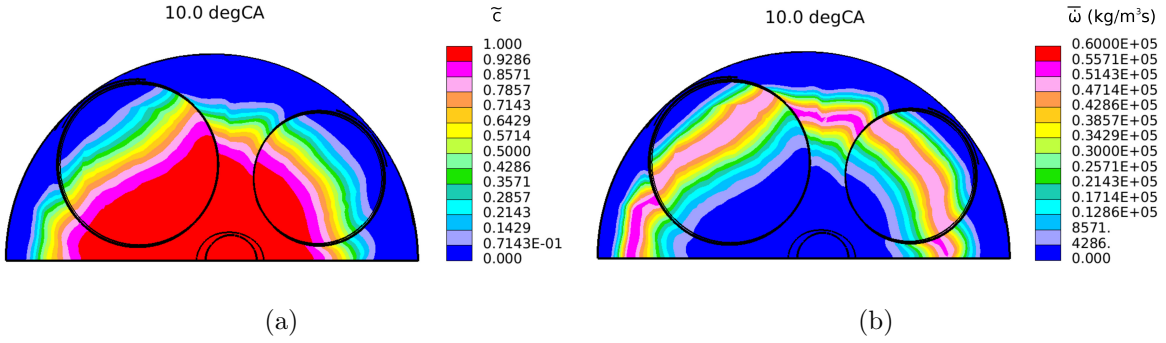 10.0 degCA
c̃
1.000
0.9286
0.8571
0.7857
0.7143
0.6429
0.5714
0.5000
0.4286
0.3571
0.2857
0.2143
0.1429
0.7143E-01
0.000
(a)
10.0 degCA
ω̅̇ (kg/m³s)
0.6000E+05
0.5571E+05
0.5143E+05
0.4714E+05
0.4286E+05
0.3857E+05
0.3429E+05
0.3000E+05
0.2571E+05
0.2143E+05
0.1714E+05
0.1286E+05
8571.
4286.
0.000
(b)